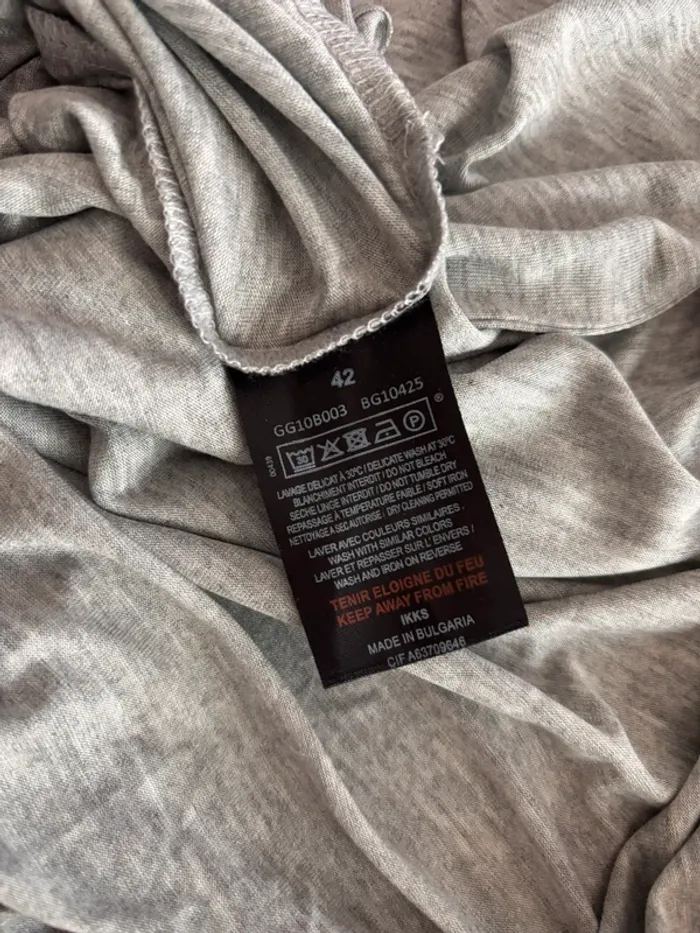 42
GG10B003 BG10425
®
30 P
00439
LAVAGE DÉLICAT À 30°C / DELICATE WASH AT 30°C
BLANCHIMENT INTERDIT / DO NOT BLEACH
SECHE LINGE INTERDIT / DO NOT TUMBLE DRY
REPASSAGE À TEMPERATURE FAIBLE / SOFT IRON
NETTOYAGE A SEC AUTORISE : DRY CLEANING PERMITTED
LAVER AVEC COULEURS SIMILAIRES .
WASH WITH SIMILAR COLORS
LAVER ET REPASSER SUR L' ENVERS /
WASH AND IRON ON REVERSE
TENIR ELOIGNE DU FEU
KEEP AWAY FROM FIRE
IKKS
MADE IN BULGARIA
CIF A63709646